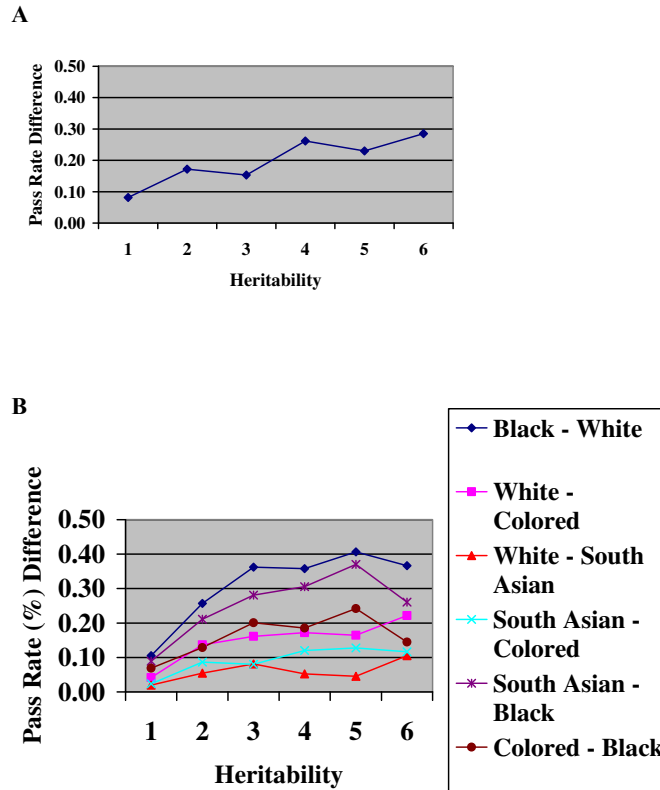 A
0.50
0.40
0.30
0.20
0.10
0.00
Pass Rate Difference
1 2 3 4 5 6
Heritability
B
0.50
0.40
0.30
0.20
0.10
0.00
Pass Rate (%) Difference
1 2 3 4 5 6
Heritability
Black - White
White -
Colored
White - South
Asian
South Asian -
Colored
South Asian -
Black
Colored - Black